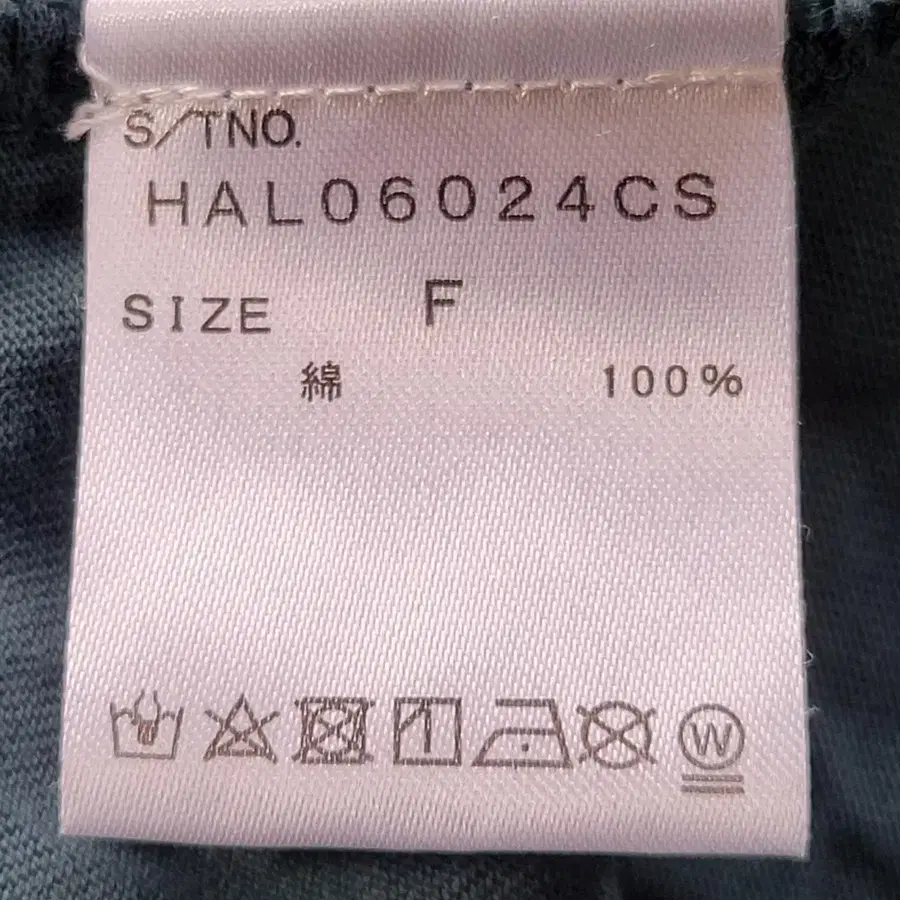 S/TNO.
HAL06024CS
SIZE F
綿 100%
W